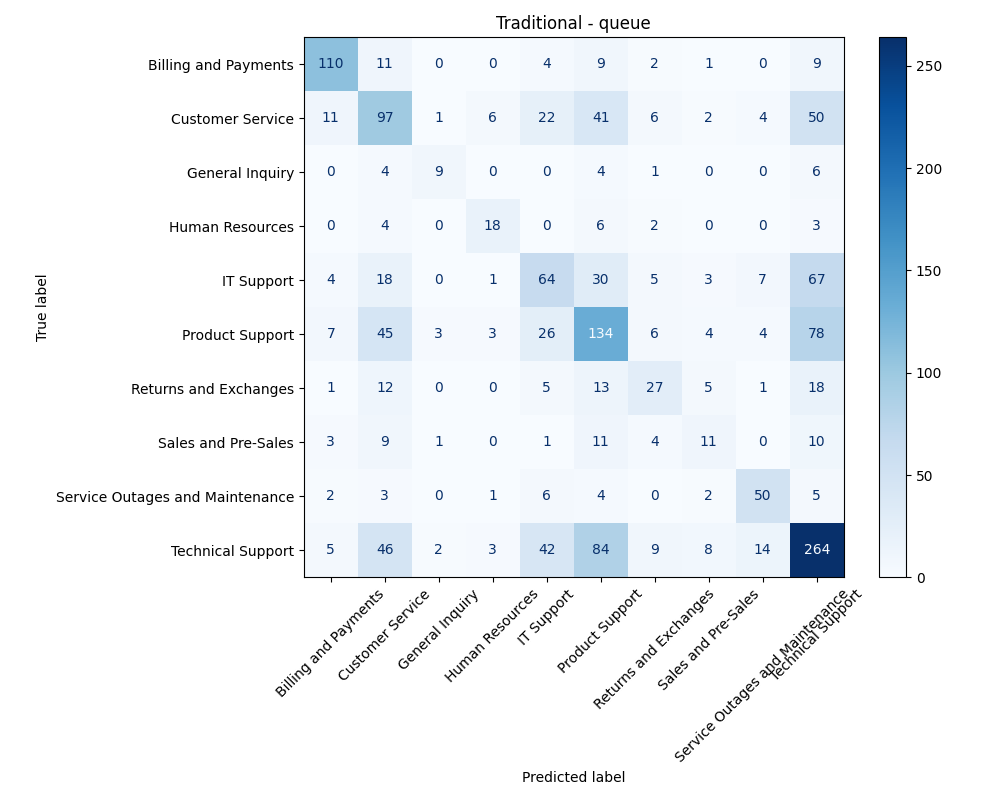 Traditional - queue
Billing and Payments 110 11 0 0 4 9 2 1 0 9
Customer Service 11 97 1 6 22 41 6 2 4 50
General Inquiry 0 4 9 0 0 4 1 0 0 6
Human Resources 0 4 0 18 0 6 2 0 0 3
IT Support 4 18 0 1 64 30 5 3 7 67
Product Support 7 45 3 3 26 134 6 4 4 78
Returns and Exchanges 1 12 0 0 5 13 27 5 1 18
Sales and Pre-Sales 3 9 1 0 1 11 4 11 0 10
Service Outages and Maintenance 2 3 0 1 6 4 0 2 50 5
Technical Support 5 46 2 3 42 84 9 8 14 264
True label
Billing and Payments
Customer Service
General Inquiry
Human Resources
IT Support
Product Support
Returns and Exchanges
Sales and Pre-Sales
Service Outages and Maintenance
Technical Support
Predicted label
250
200
150
100
50
0